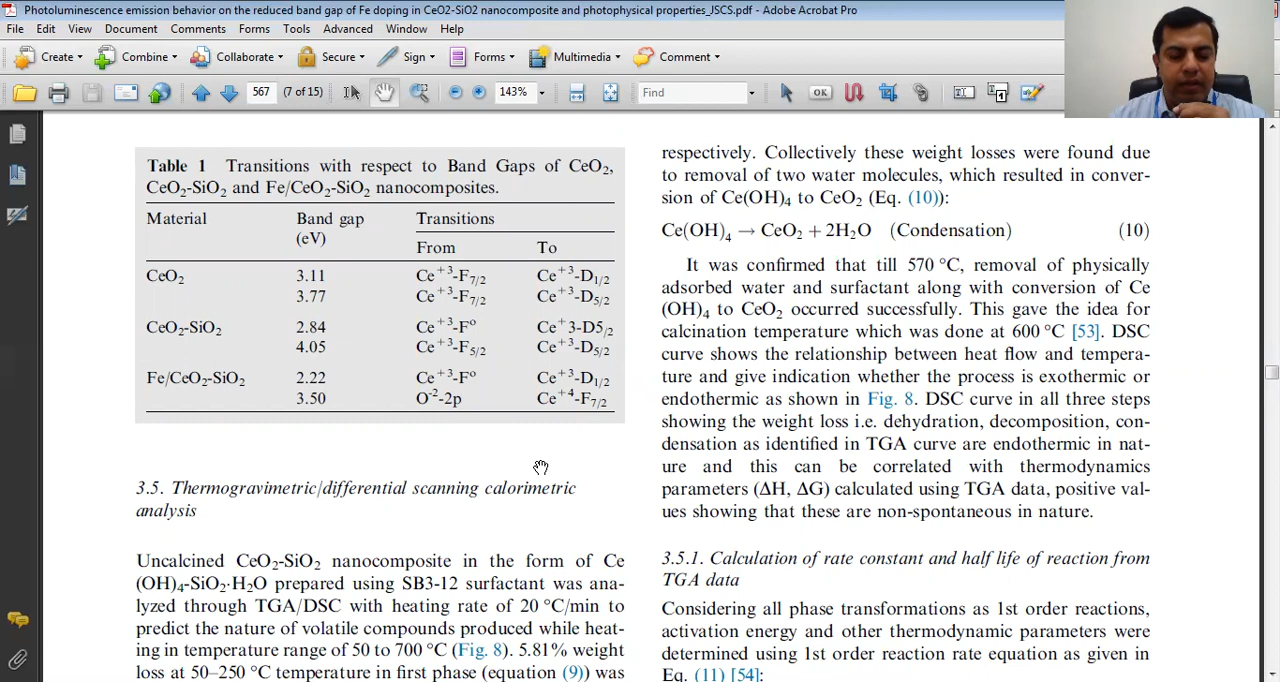 Photoluminescence emission behavior on the reduced band gap of Fe doping in CeO2-SiO2 nanocomposite and photophysical properties_JSCS.pdf - Adobe Acrobat Pro
File Edit View Document Comments Forms Tools Advanced Window Help
Create Combine Collaborate Secure Sign Forms Multimedia Comment
567 (7 of 15) 143% Find OK
Table 1 Transitions with respect to Band Gaps of CeO₂,
CeO₂-SiO₂ and Fe/CeO₂-SiO₂ nanocomposites.
Material Band gap Transitions
(eV)
From To
CeO₂ 3.11 Ce⁺³-F₇/₂ Ce⁺³-D₁/₂
3.77 Ce⁺³-F₇/₂ Ce⁺³-D₅/₂
CeO₂-SiO₂ 2.84 Ce⁺³-Fº Ce⁺3-D5/₂
4.05 Ce⁺³-F₅/₂ Ce⁺³-D₅/₂
Fe/CeO₂-SiO₂ 2.22 Ce⁺³-Fº Ce⁺³-D₁/₂
3.50 O⁻²-2p Ce⁺⁴-F₇/₂
3.5. Thermogravimetric/differential scanning calorimetric
analysis
Uncalcined CeO₂-SiO₂ nanocomposite in the form of Ce
(OH)₄-SiO₂·H₂O prepared using SB3-12 surfactant was ana-
lyzed through TGA/DSC with heating rate of 20 °C/min to
predict the nature of volatile compounds produced while heat-
ing in temperature range of 50 to 700 °C (Fig. 8). 5.81% weight
loss at 50–250 °C temperature in first phase (equation (9)) was
respectively. Collectively these weight losses were found due
to removal of two water molecules, which resulted in conver-
sion of Ce(OH)₄ to CeO₂ (Eq. (10)):
Ce(OH)₄ → CeO₂ + 2H₂O (Condensation) (10)
It was confirmed that till 570 °C, removal of physically
adsorbed water and surfactant along with conversion of Ce
(OH)₄ to CeO₂ occurred successfully. This gave the idea for
calcination temperature which was done at 600 °C [53]. DSC
curve shows the relationship between heat flow and tempera-
ture and give indication whether the process is exothermic or
endothermic as shown in Fig. 8. DSC curve in all three steps
showing the weight loss i.e. dehydration, decomposition, con-
densation as identified in TGA curve are endothermic in nat-
ure and this can be correlated with thermodynamics
parameters (ΔH, ΔG) calculated using TGA data, positive val-
ues showing that these are non-spontaneous in nature.
3.5.1. Calculation of rate constant and half life of reaction from
TGA data
Considering all phase transformations as 1st order reactions,
activation energy and other thermodynamic parameters were
determined using 1st order reaction rate equation as given in
Eq. (11) [54]: